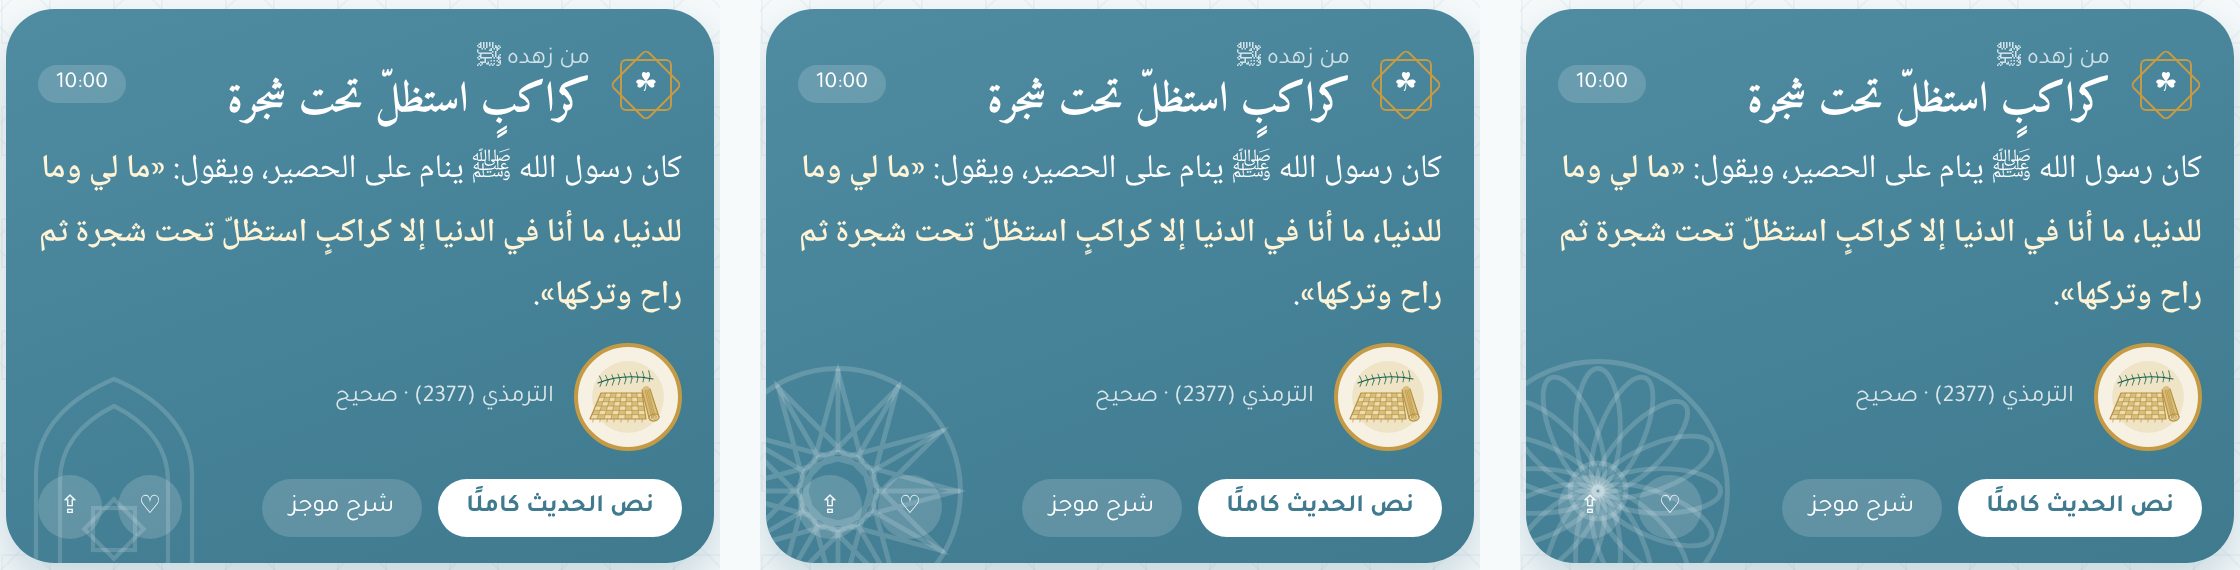 من زهده ﷺ
كراكبٍ استظلّ تحت شجرة
10:00
كان رسول الله ﷺ ينام على الحصير، ويقول: «ما لي وما
للدنيا، ما أنا في الدنيا إلا كراكبٍ استظلّ تحت شجرة ثم
راح وتركها».
الترمذي (2377) · صحيح
نص الحديث كاملًا
شرح موجز
من زهده ﷺ
كراكبٍ استظلّ تحت شجرة
10:00
كان رسول الله ﷺ ينام على الحصير، ويقول: «ما لي وما
للدنيا، ما أنا في الدنيا إلا كراكبٍ استظلّ تحت شجرة ثم
راح وتركها».
الترمذي (2377) · صحيح
نص الحديث كاملًا
شرح موجز
من زهده ﷺ
كراكبٍ استظلّ تحت شجرة
10:00
كان رسول الله ﷺ ينام على الحصير، ويقول: «ما لي وما
للدنيا، ما أنا في الدنيا إلا كراكبٍ استظلّ تحت شجرة ثم
راح وتركها».
الترمذي (2377) · صحيح
نص الحديث كاملًا
شرح موجز